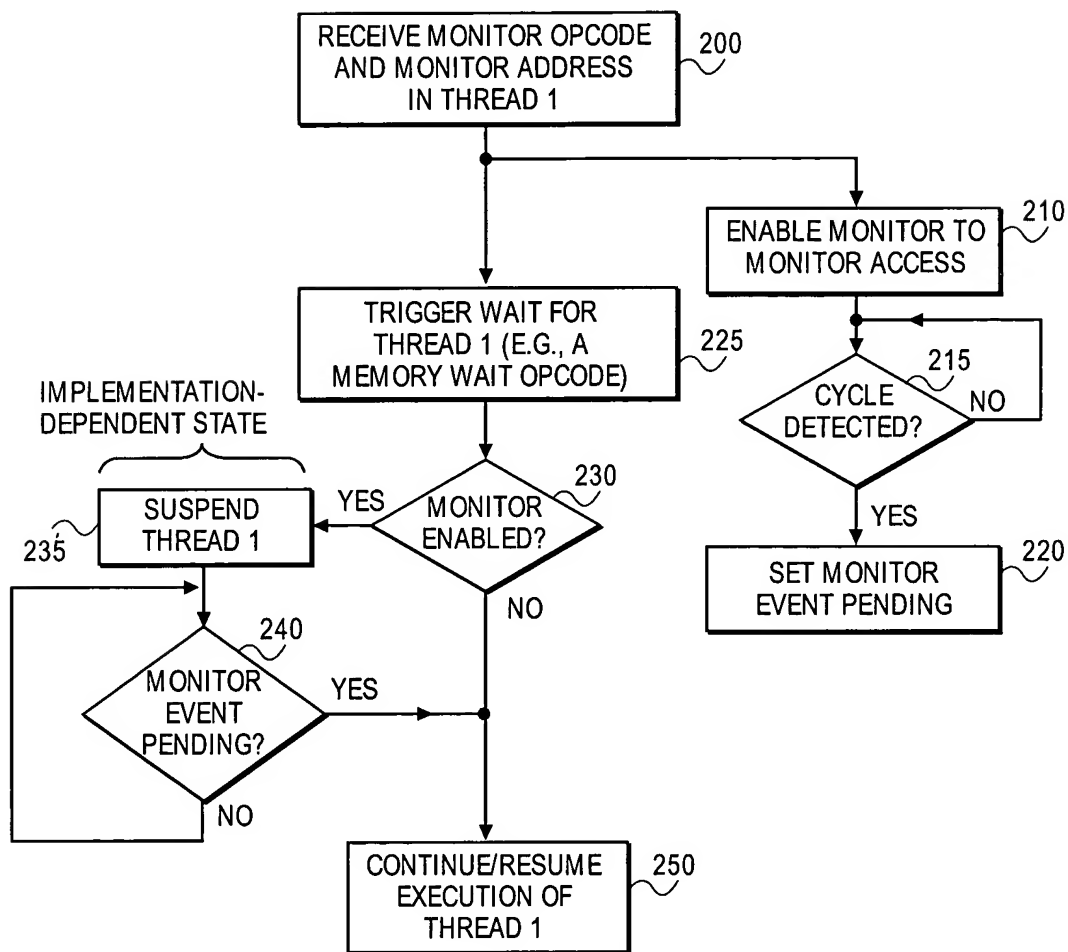 RECEIVE MONITOR OPCODE
AND MONITOR ADDRESS
IN THREAD 1
200
ENABLE MONITOR TO
MONITOR ACCESS
210
TRIGGER WAIT FOR
THREAD 1 (E.G., A
MEMORY WAIT OPCODE)
225
CYCLE
DETECTED?
215
NO
YES
IMPLEMENTATION-
DEPENDENT STATE
SUSPEND
THREAD 1
235
YES
MONITOR
ENABLED?
230
NO
SET MONITOR
EVENT PENDING
220
MONITOR
EVENT
PENDING?
240
YES
NO
CONTINUE/RESUME
EXECUTION OF
THREAD 1
250